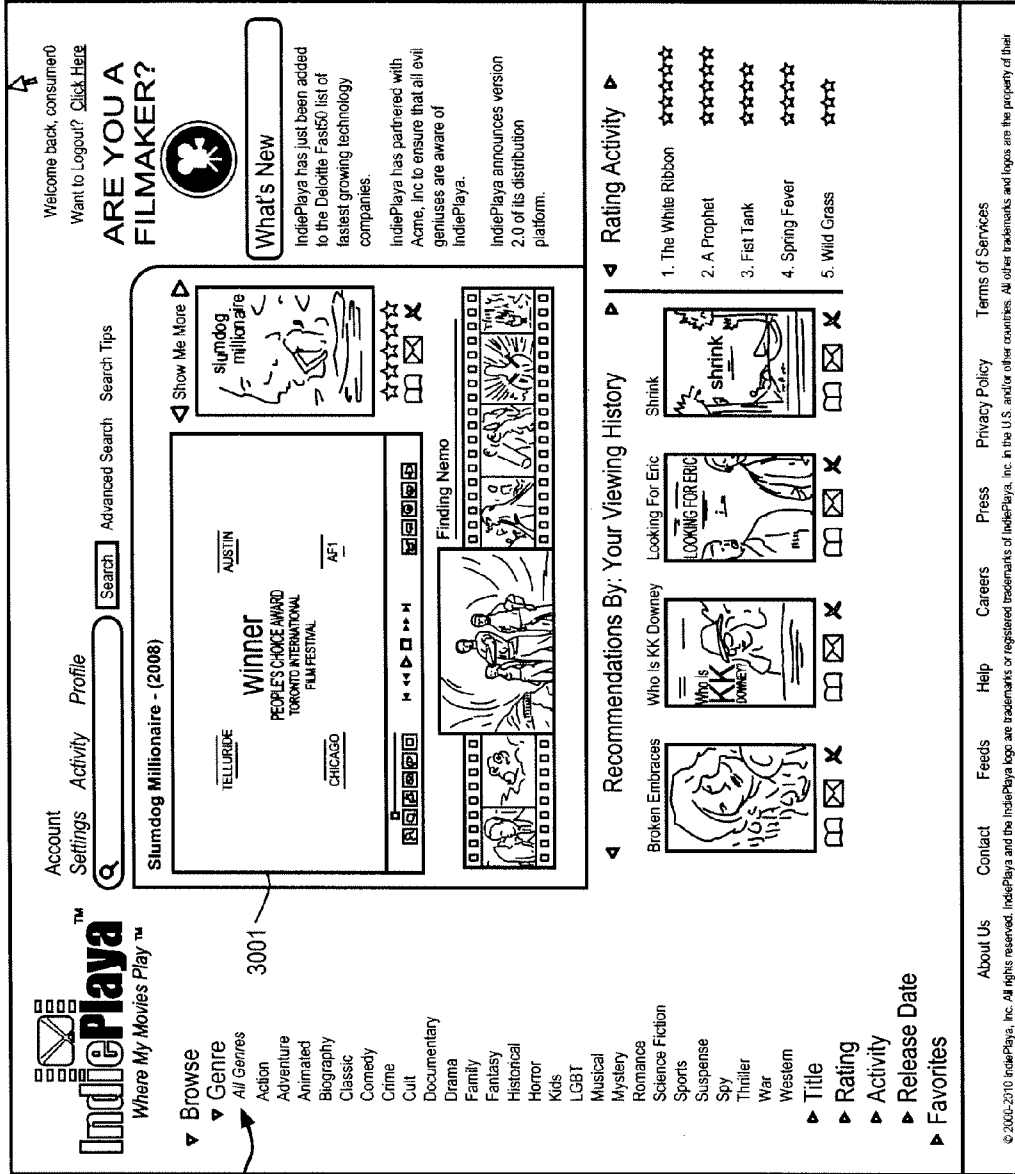 IndiePlaya™
Where My Movies Play ™
Account
Settings Activity Profile
Search Advanced Search Search Tips
Welcome back, consumer0
Want to Logout? Click Here
ARE YOU A
FILMAKER?
Browse
Genre
All Genres
Action
Adventure
Animated
Biography
Classic
Comedy
Crime
Cult
Documentary
Drama
Family
Fantasy
Historical
Horror
Kids
LGBT
Musical
Mystery
Romance
Science Fiction
Sports
Suspense
Spy
Thriller
War
Western
Title
Rating
Activity
Release Date
Favorites
3001
Slumdog Millionaire - (2008)
TELLURIDE
AUSTIN
Winner
PEOPLE'S CHOICE AWARD
TORONTO INTERNATIONAL
FILM FESTIVAL
CHICAGO
AF1
Show Me More
slumdog
millionaire
Finding Nemo
What's New
IndiePlaya has just been added
to the Deloitte Fast50 list of
fastest growing technology
companies.
IndiePlaya has partnered with
Acme, Inc to ensure that all evil
geniuses are aware of
IndiePlaya.
IndiePlaya announces version
2.0 of its distribution
platform.
Recommendations By: Your Viewing History
Broken Embraces
Who Is KK Downey
Who Is
KK
DOWNEY?
Looking For Eric
LOOKING FOR ERIC
Shrink
shrink
Rating Activity
1. The White Ribbon
2. A Prophet
3. Fist Tank
4. Spring Fever
5. Wild Grass
About Us Contact Feeds Help Careers Press Privacy Policy Terms of Services
© 2000-2010 IndiePlaya, Inc. All rights reserved. IndiePlaya and the IndiePlaya logo are trademarks or registered trademarks of IndiePlaya, Inc. in the U.S. and/or other countries. All other trademarks and logos are the property of their